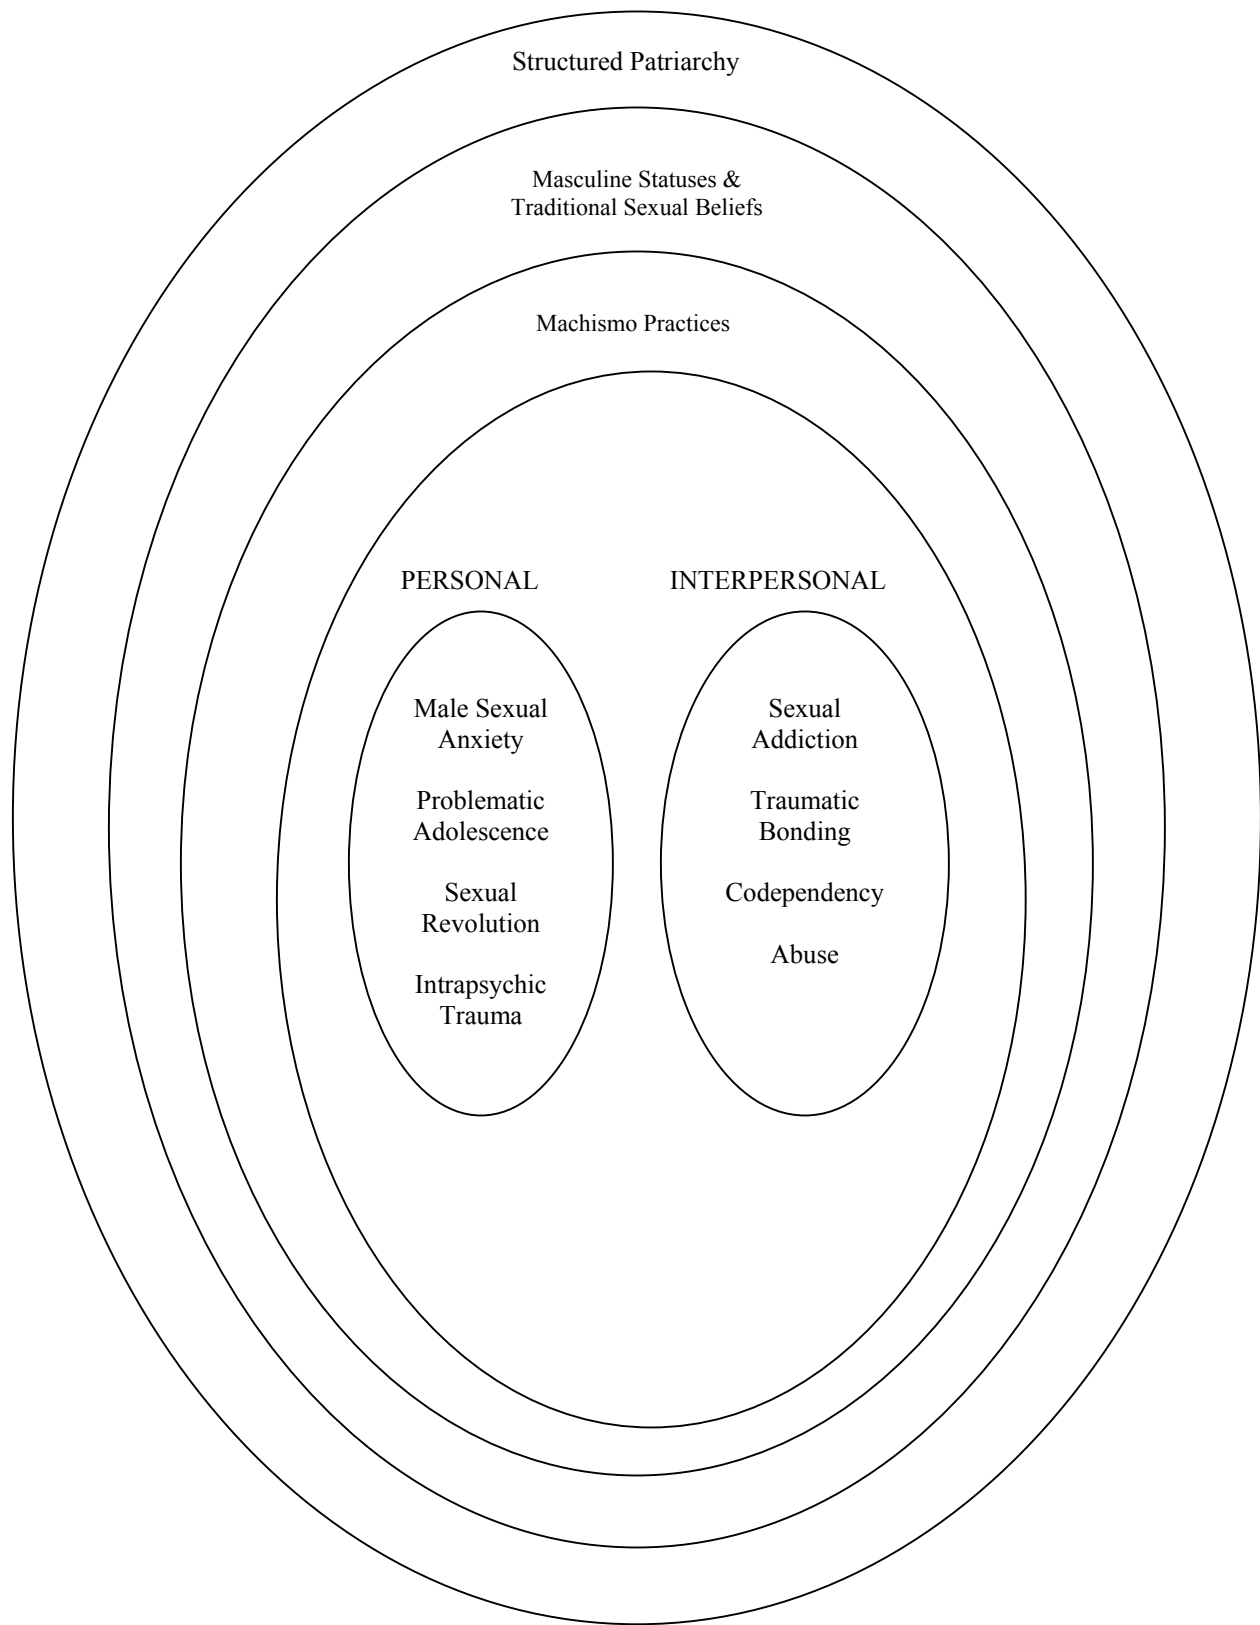 Structured Patriarchy
Masculine Statuses &
Traditional Sexual Beliefs
Machismo Practices
PERSONAL
Male Sexual
Anxiety
Problematic
Adolescence
Sexual
Revolution
Intrapsychic
Trauma
INTERPERSONAL
Sexual
Addiction
Traumatic
Bonding
Codependency
Abuse